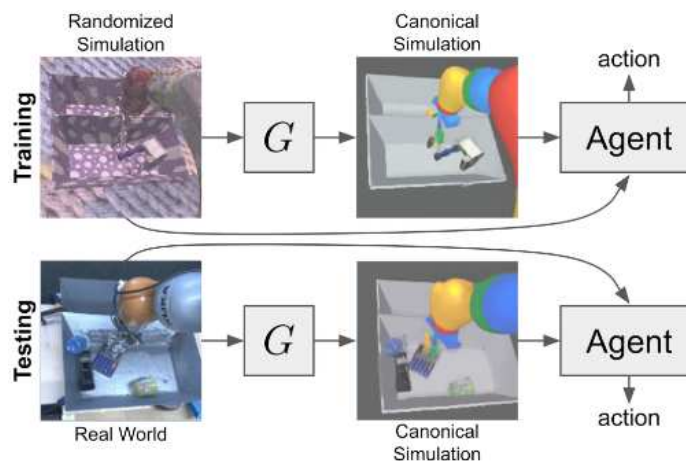 Randomized
Simulation
Canonical
Simulation
action
Training
G
Agent
Testing
G
Agent
Real World
Canonical
Simulation
action